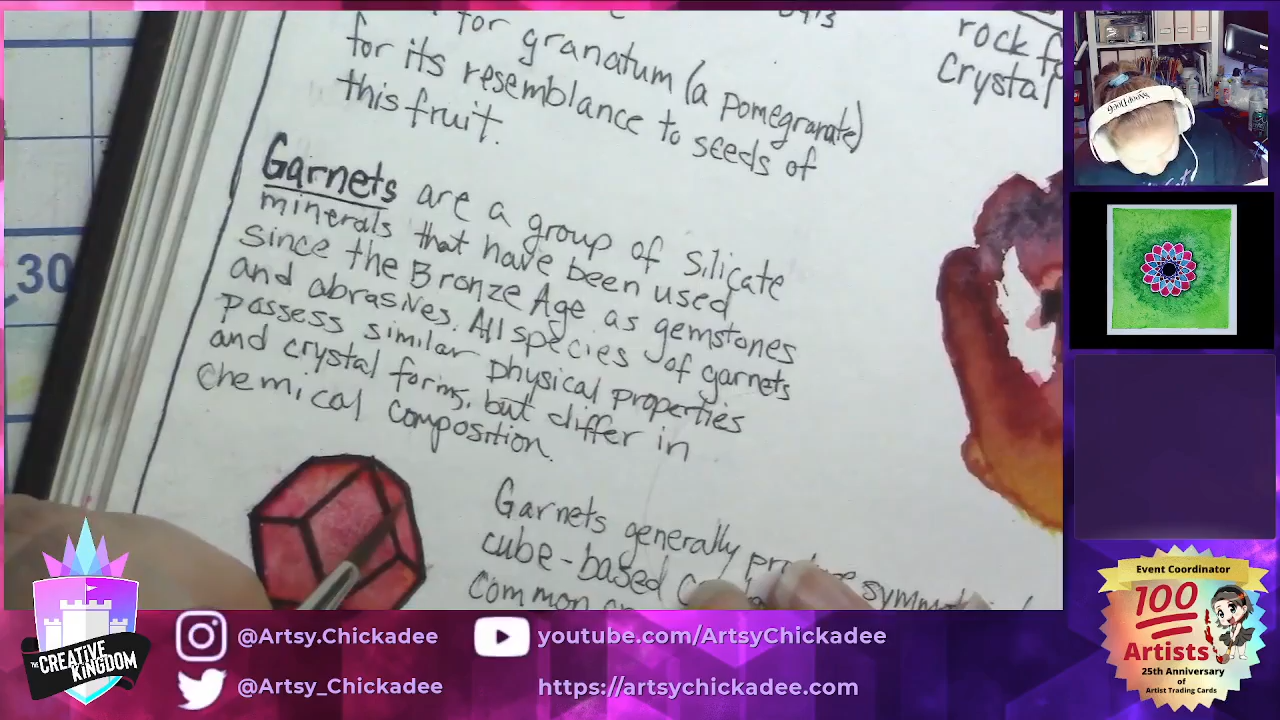 for granatum (a pomegranate)
for its resemblance to seeds of
this fruit.
rock
Crystal
Garnets are a group of silicate
minerals that have been used
since the Bronze Age as gemstones
and abrasives. All species of garnets
possess similar physical properties
and crystal forms, but differ in
chemical composition.
Garnets generally symm
cube-based
Common
30
Event Coordinator
100
Artists
25th Anniversary
of
Artist Trading Cards
THE CREATIVE KINGDOM
@Artsy.Chickadee
youtube.com/ArtsyChickadee
@Artsy_Chickadee
https://artsychickadee.com